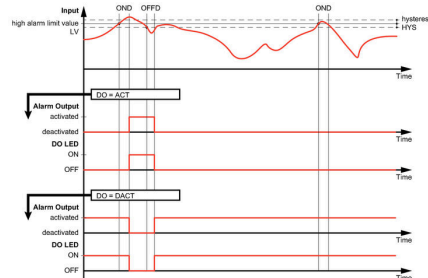 Input
OND
OFFD
OND
high alarm limit value
LV
hysteres
HYS
Time
DO = ACT
Alarm Output
activated
deactivated
Time
DO LED
ON
OFF
Time
DO = DACT
Alarm Output
activated
deactivated
Time
DO LED
ON
OFF
Time